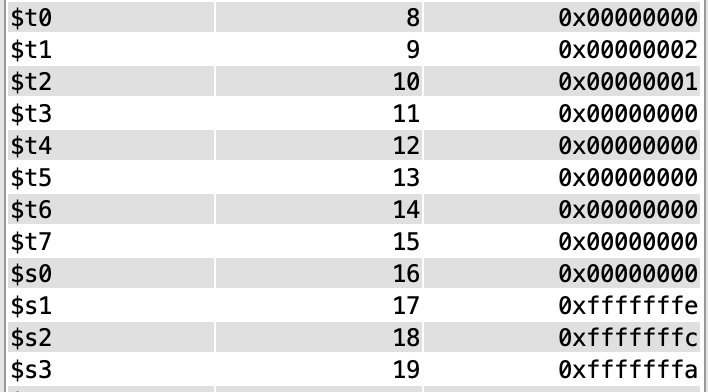 $t0 8 0x00000000
$t1 9 0x00000002
$t2 10 0x00000001
$t3 11 0x00000000
$t4 12 0x00000000
$t5 13 0x00000000
$t6 14 0x00000000
$t7 15 0x00000000
$s0 16 0x00000000
$s1 17 0xfffffffe
$s2 18 0xfffffffc
$s3 19 0xfffffffa